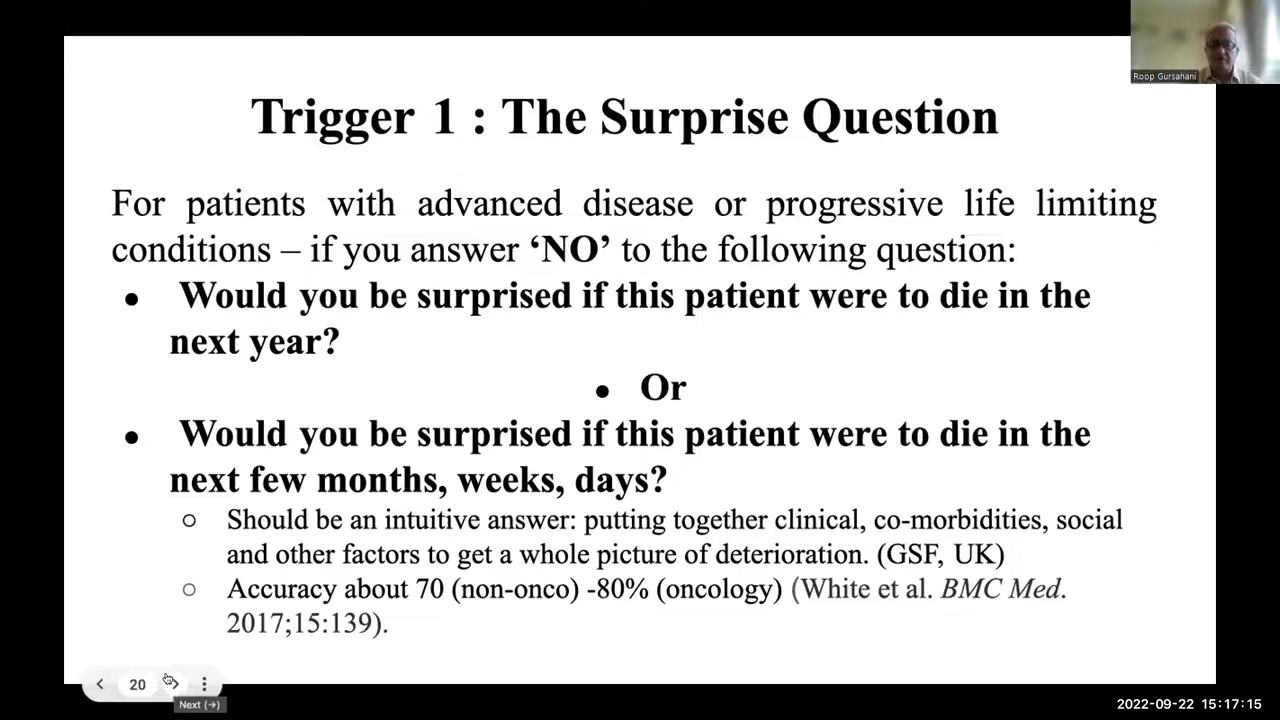 Roop Gursahani
Trigger 1 : The Surprise Question
For patients with advanced disease or progressive life limiting
conditions – if you answer ‘NO’ to the following question:
● Would you be surprised if this patient were to die in the
next year?
● Or
● Would you be surprised if this patient were to die in the
next few months, weeks, days?
○ Should be an intuitive answer: putting together clinical, co-morbidities, social
and other factors to get a whole picture of deterioration. (GSF, UK)
○ Accuracy about 70 (non-onco) -80% (oncology) (White et al. BMC Med.
2017;15:139).
20
Next (→)
2022-09-22 15:17:15